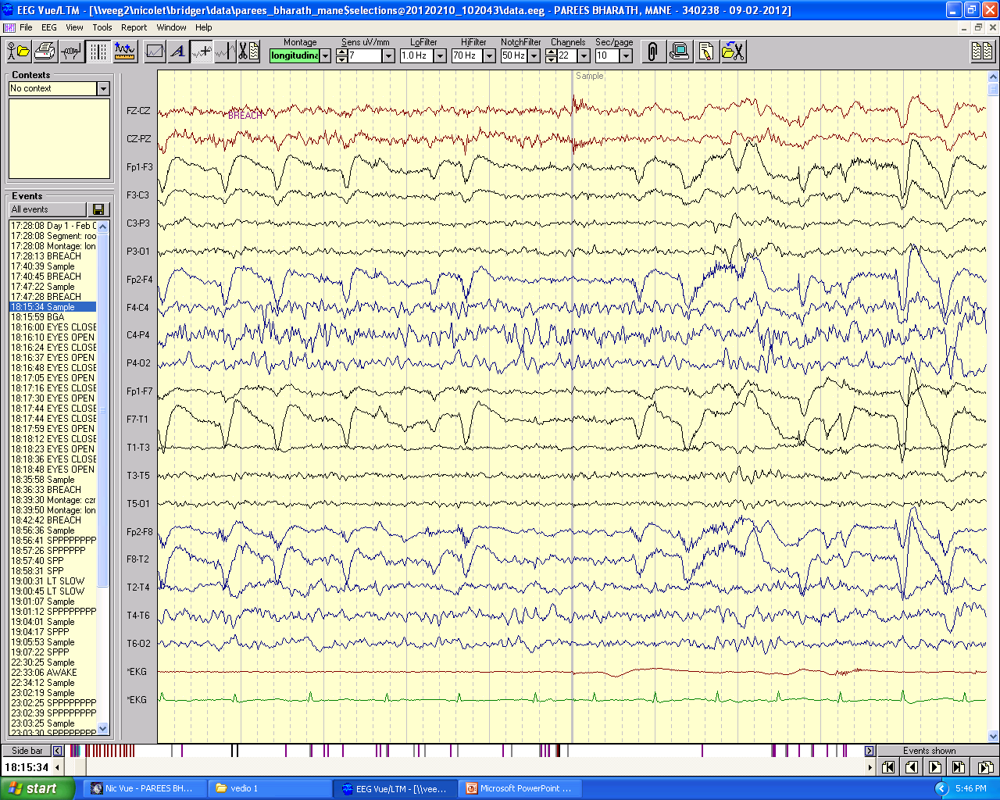 EEG Vue/LTM - [\\veeg2\nicolet\bridger\data\parees_bharath_mane$selections@20120210_102043\data.eeg - PAREES BHARATH, MANE - 340238 - 09-02-2012]
File EEG View Tools Report Window Help
Montage Sens uV/mm LoFilter HiFilter NotchFilter Channels Sec/page
longitudina 7 1.0 Hz 70 Hz 50 Hz 22 10
Contexts
No context
Events
All events
17:28:08 Day 1 - Feb
17:28:08 Segment: roo
17:28:08 Montage: lon
17:28:13 BREACH
17:40:39 Sample
17:40:45 BREACH
17:47:22 Sample
17:47:28 BREACH
18:15:34 Sample
18:15:59 BGA
18:16:00 EYES CLOSE
18:16:10 EYES OPEN
18:16:24 EYES CLOSE
18:16:37 EYES OPEN
18:16:48 EYES CLOSE
18:17:05 EYES OPEN
18:17:16 EYES CLOSE
18:17:30 EYES OPEN
18:17:44 EYES CLOSE
18:17:44 EYES CLOSE
18:17:59 EYES OPEN
18:18:12 EYES CLOSE
18:18:23 EYES OPEN
18:18:36 EYES CLOSE
18:18:48 EYES OPEN
18:35:58 Sample
18:36:33 BREACH
18:39:30 Montage: czr
18:39:50 Montage: lon
18:42:42 BREACH
18:56:36 Sample
18:56:41 SPPPPPPPP
18:57:26 SPPPPPP
18:57:40 SPP
18:58:31 SPP
19:00:31 LT SLOW
19:00:45 LT SLOW
19:01:07 Sample
19:01:12 SPPPPPPPP
19:04:01 Sample
19:04:17 SPPP
19:05:53 Sample
19:07:22 SPPP
22:30:25 Sample
22:33:06 AWAKE
22:34:12 Sample
23:02:19 Sample
23:02:25 SPPPPPPPP
23:02:39 SPPPPPPPP
23:03:25 Sample
23:03:30 SPPPPPPPP
Sample
BREACH
FZ-CZ
CZ-PZ
Fp1-F3
F3-C3
C3-P3
P3-O1
Fp2-F4
F4-C4
C4-P4
P4-O2
Fp1-F7
F7-T1
T1-T3
T3-T5
T5-O1
Fp2-F8
F8-T2
T2-T4
T4-T6
T6-O2
*EKG
*EKG
Side bar Events shown
18:15:34
start Nic Vue - PAREES BH... vedio 1 EEG Vue/LTM - [\\vee... Microsoft PowerPoint ... 5:46 PM